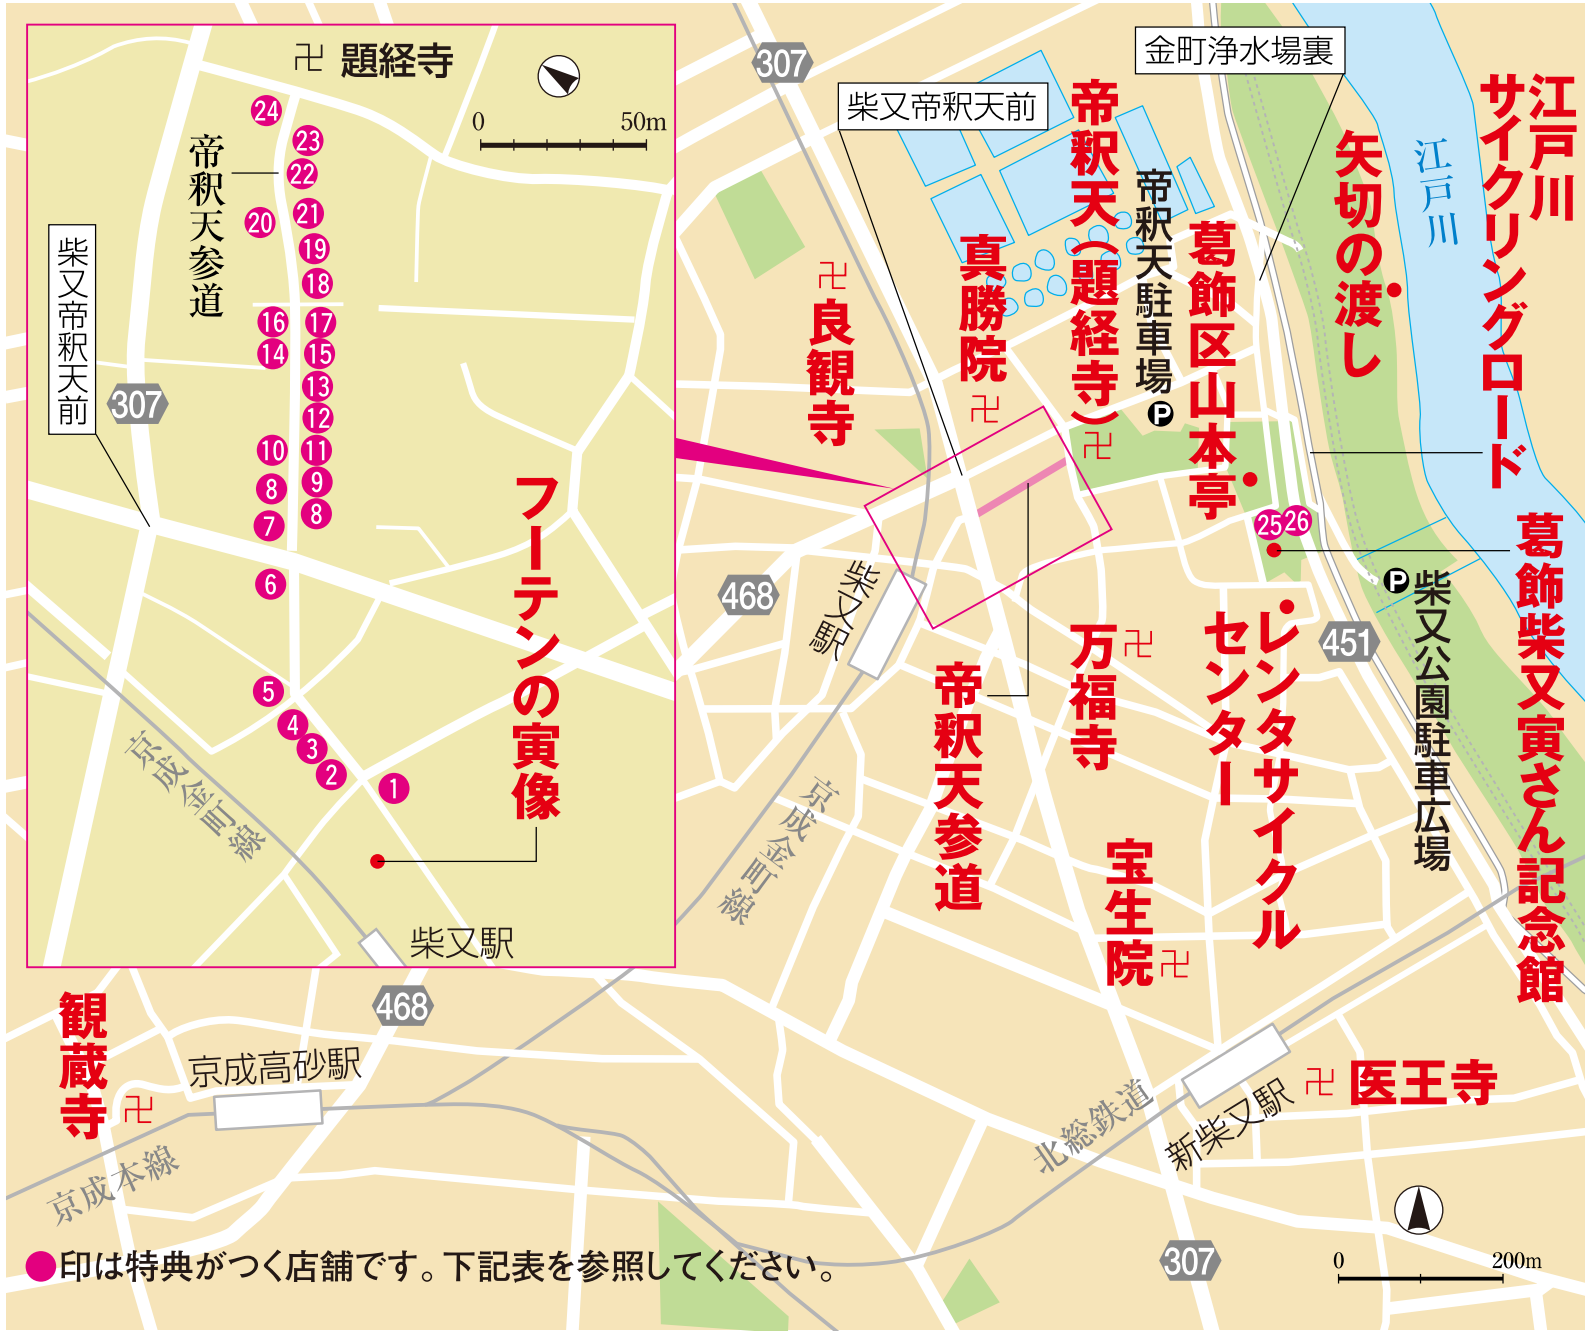 題経寺
0 50m
帝釈天参道
柴又帝釈天前
307
24
23
22
21
20
19
18
16
17
14
15
13
12
10
11
8
9
7
8
6
5
4
3
2
1
フーテンの寅像
京成金町線
柴又駅
307
柴又帝釈天前
金町浄水場裏
江戸川
サイクリングロード
江戸川
矢切の渡し
帝釈天(題経寺)
帝釈天駐車場
P
葛飾区山本亭
真勝院
良観寺
25
26
葛飾柴又寅さん記念館
P
柴又公園駐車広場
451
レンタサイクル
センター
万福寺
帝釈天参道
468
柴又駅
京成金町線
宝生院
468
観蔵寺
京成高砂駅
京成本線
北総鉄道
新柴又駅
医王寺
307
0 200m
●印は特典がつく店舗です。下記表を参照してください。